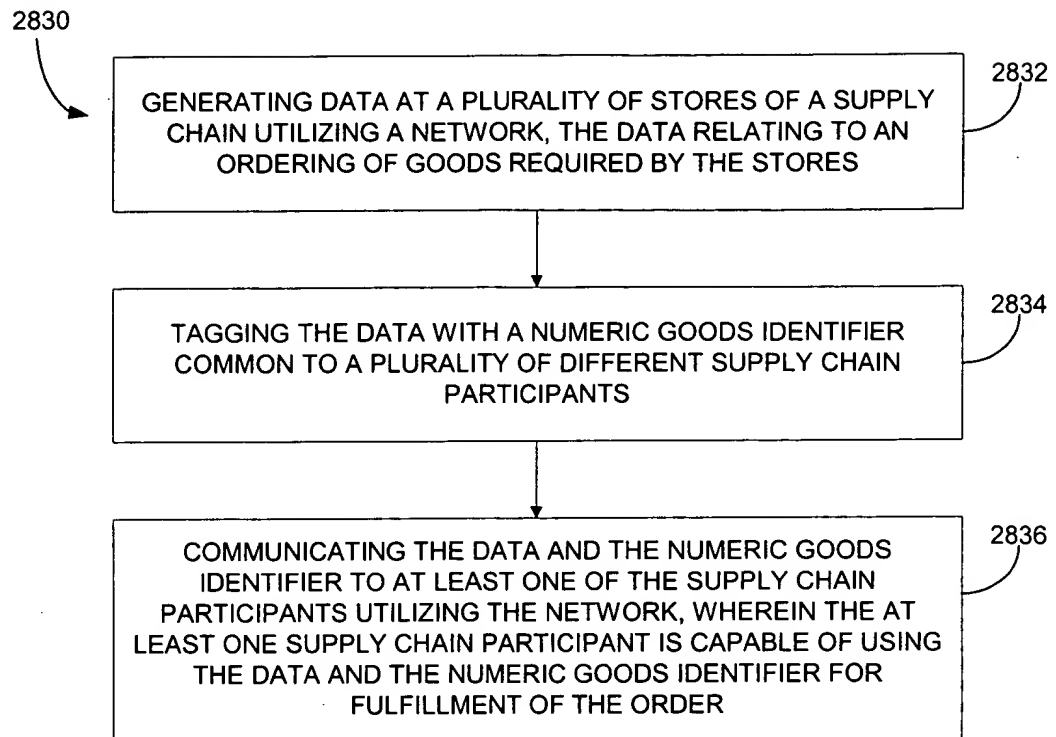 2830
2832
GENERATING DATA AT A PLURALITY OF STORES OF A SUPPLY
CHAIN UTILIZING A NETWORK, THE DATA RELATING TO AN
ORDERING OF GOODS REQUIRED BY THE STORES
2834
TAGGING THE DATA WITH A NUMERIC GOODS IDENTIFIER
COMMON TO A PLURALITY OF DIFFERENT SUPPLY CHAIN
PARTICIPANTS
2836
COMMUNICATING THE DATA AND THE NUMERIC GOODS
IDENTIFIER TO AT LEAST ONE OF THE SUPPLY CHAIN
PARTICIPANTS UTILIZING THE NETWORK, WHEREIN THE AT
LEAST ONE SUPPLY CHAIN PARTICIPANT IS CAPABLE OF USING
THE DATA AND THE NUMERIC GOODS IDENTIFIER FOR
FULFILLMENT OF THE ORDER